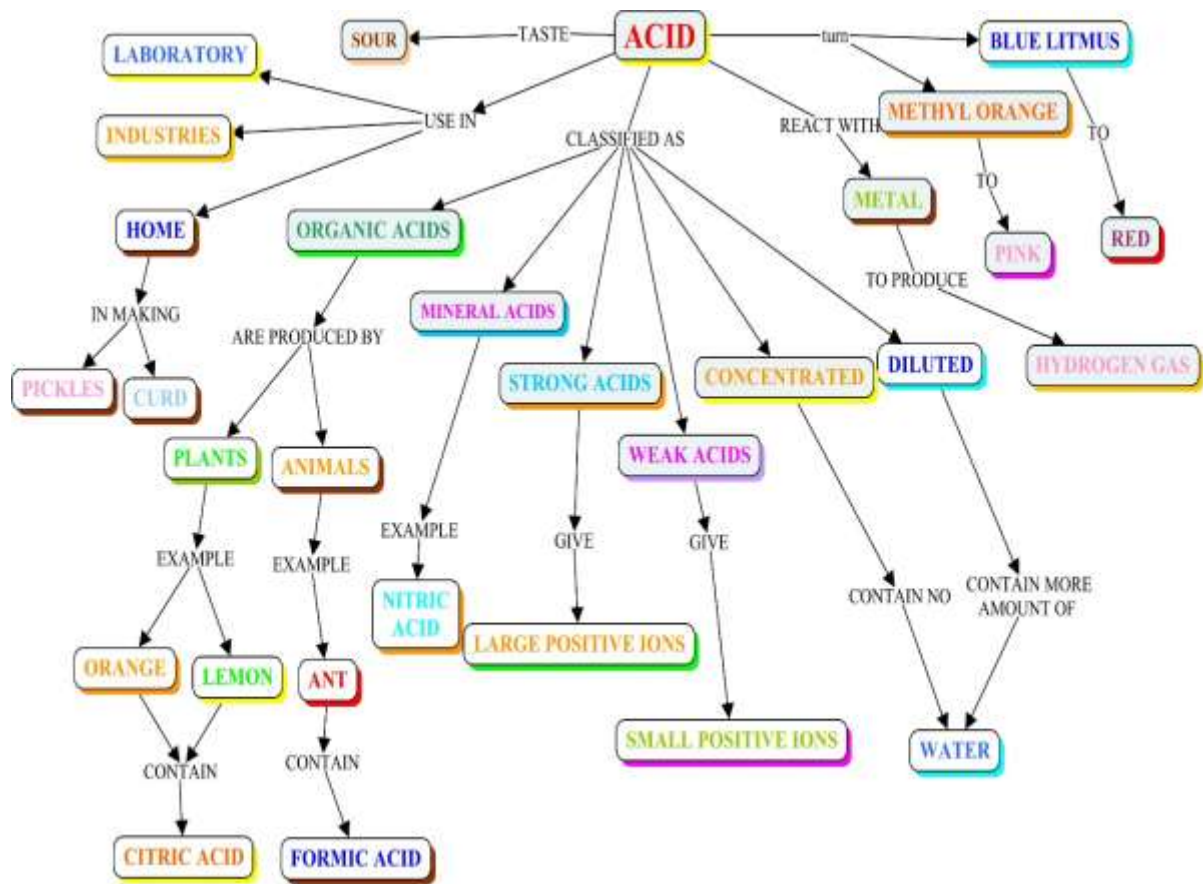 SOUR
TASTE
ACID
turn
BLUE LITMUS
LABORATORY
METHYL ORANGE
INDUSTRIES
USE IN
CLASSIFIED AS
REACT WITH
TO
TO
HOME
ORGANIC ACIDS
METAL
PINK
RED
IN MAKING
MINERAL ACIDS
TO PRODUCE
ARE PRODUCED BY
PICKLES
CURD
STRONG ACIDS
CONCENTRATED
DILUTED
HYDROGEN GAS
PLANTS
ANIMALS
WEAK ACIDS
EXAMPLE
EXAMPLE
EXAMPLE
GIVE
GIVE
CONTAIN NO
CONTAIN MORE
AMOUNT OF
NITRIC
ACID
LARGE POSITIVE IONS
ORANGE
LEMON
ANT
SMALL POSITIVE IONS
WATER
CONTAIN
CONTAIN
CITRIC ACID
FORMIC ACID